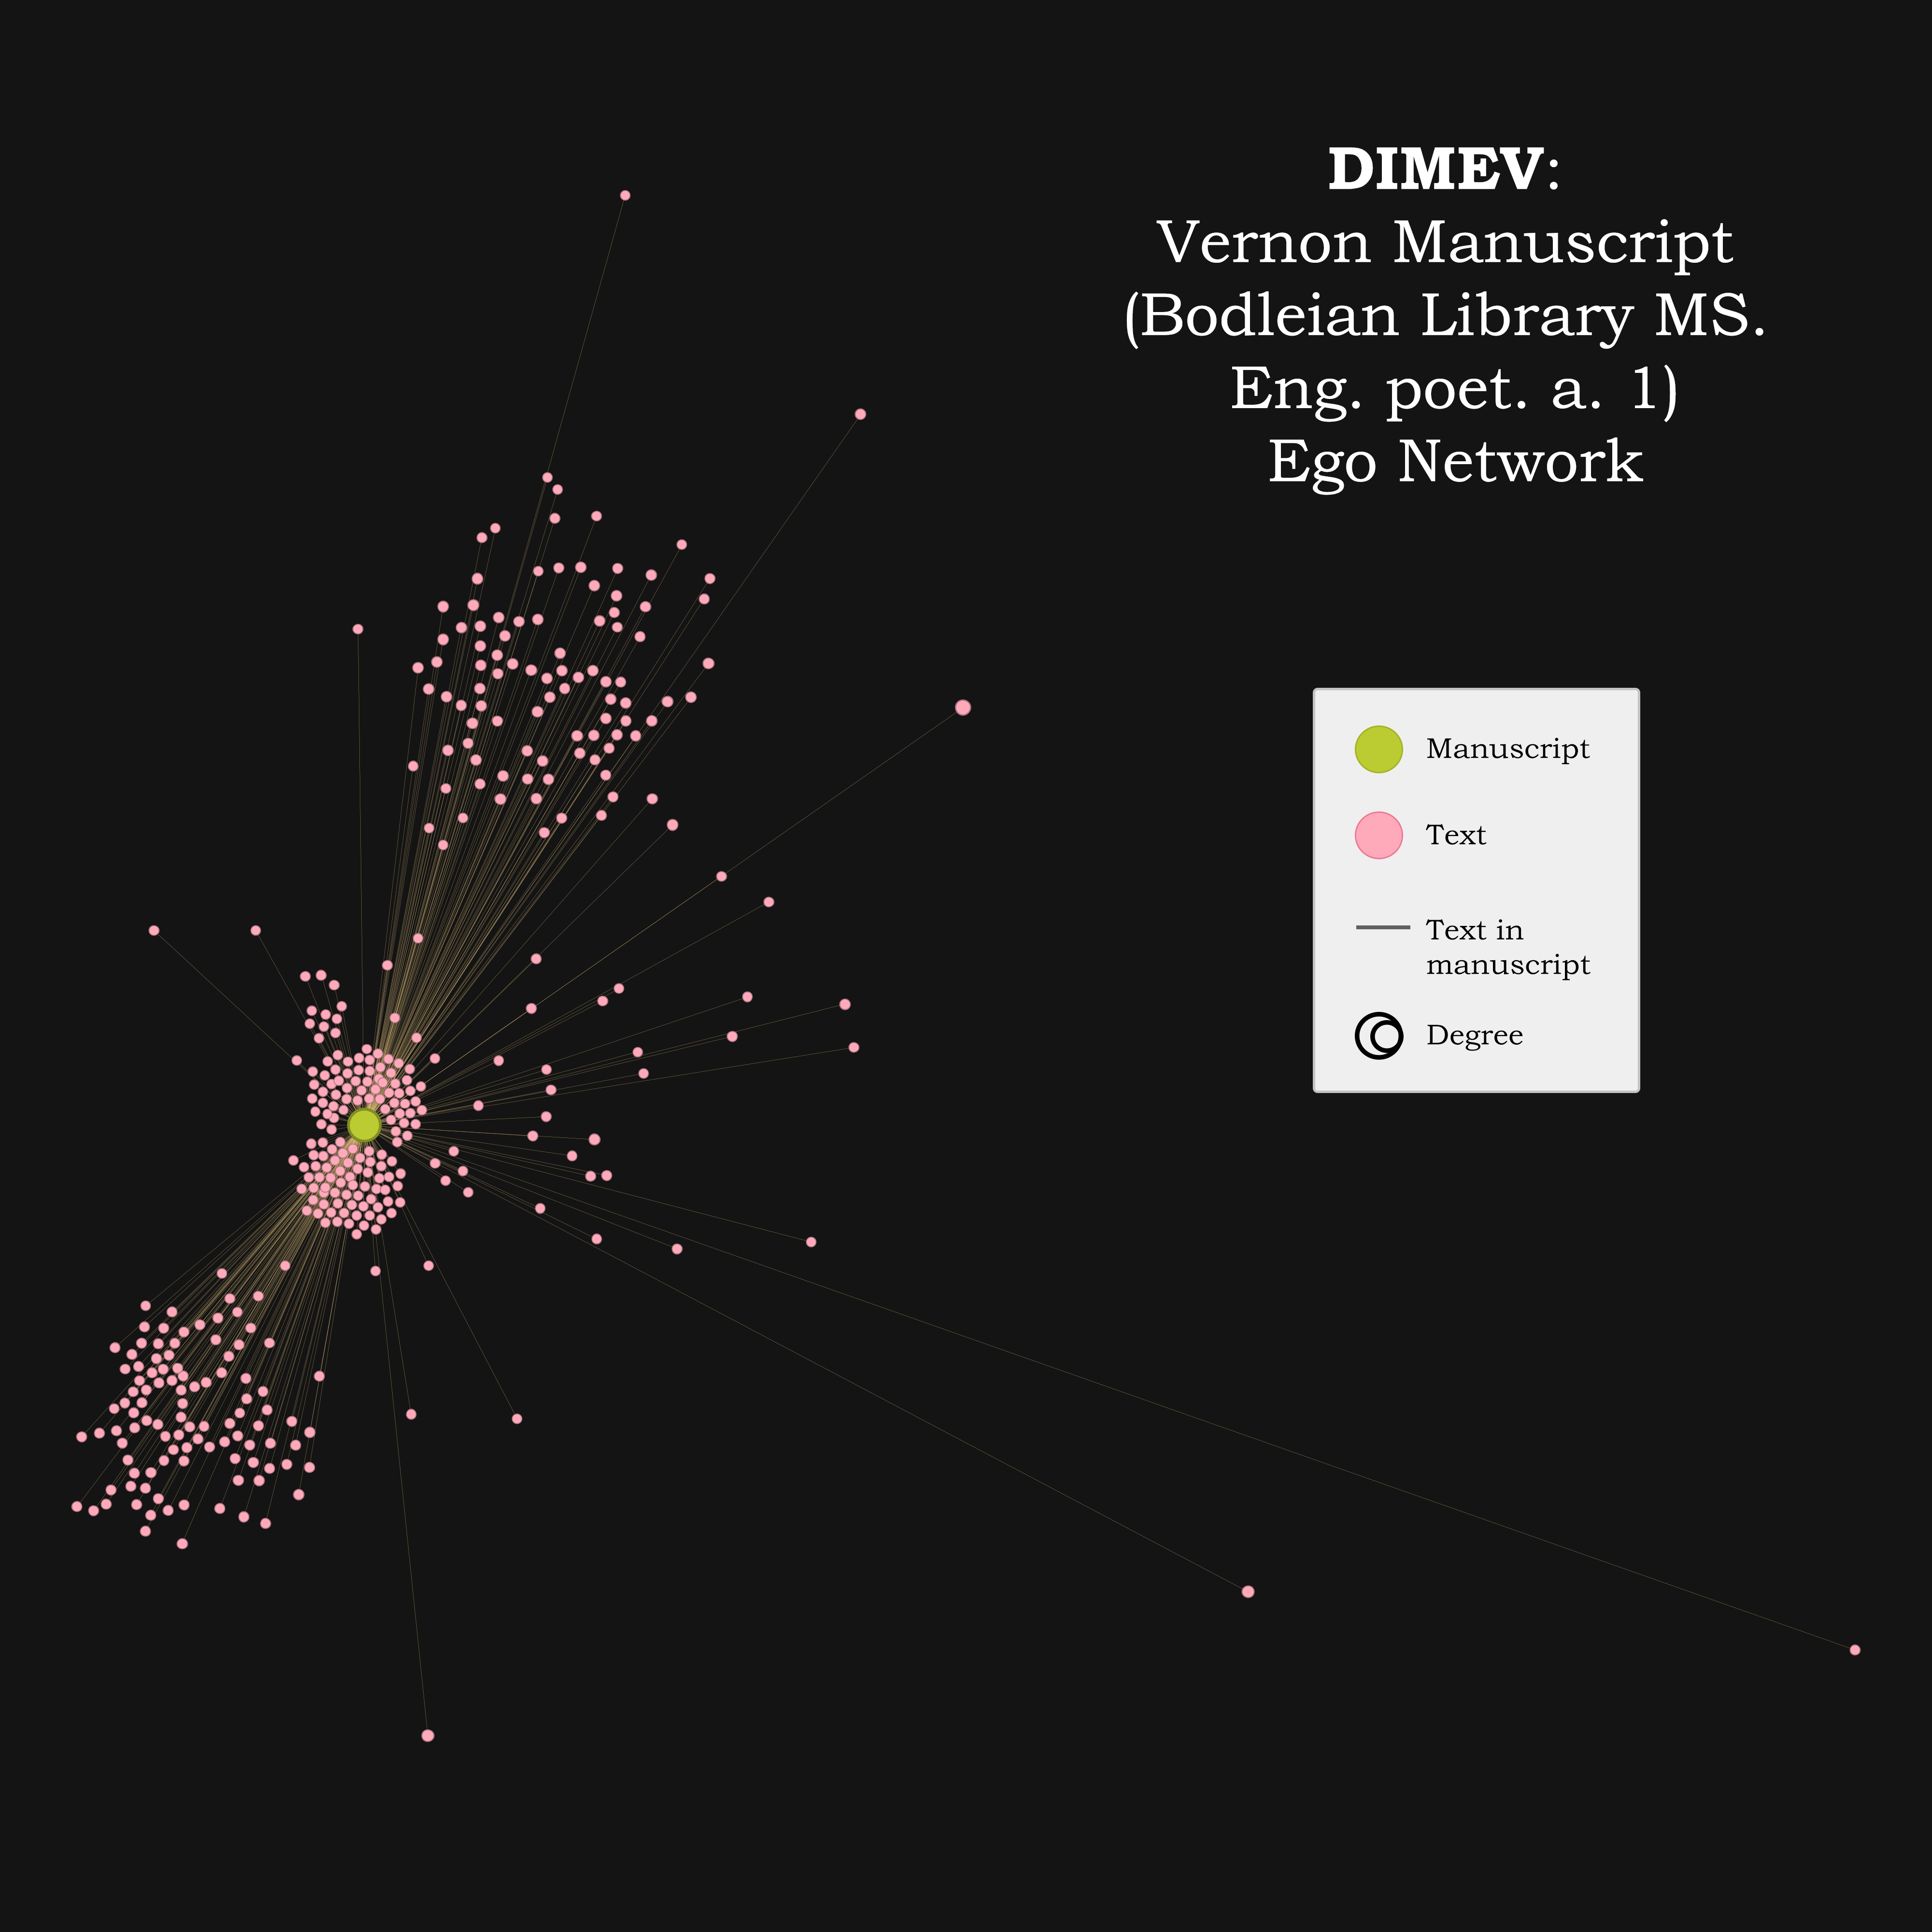 DIMEV:
Vernon Manuscript
(Bodleian Library MS.
Eng. poet. a. 1)
Ego Network
Manuscript
Text
Text in
manuscript
Degree